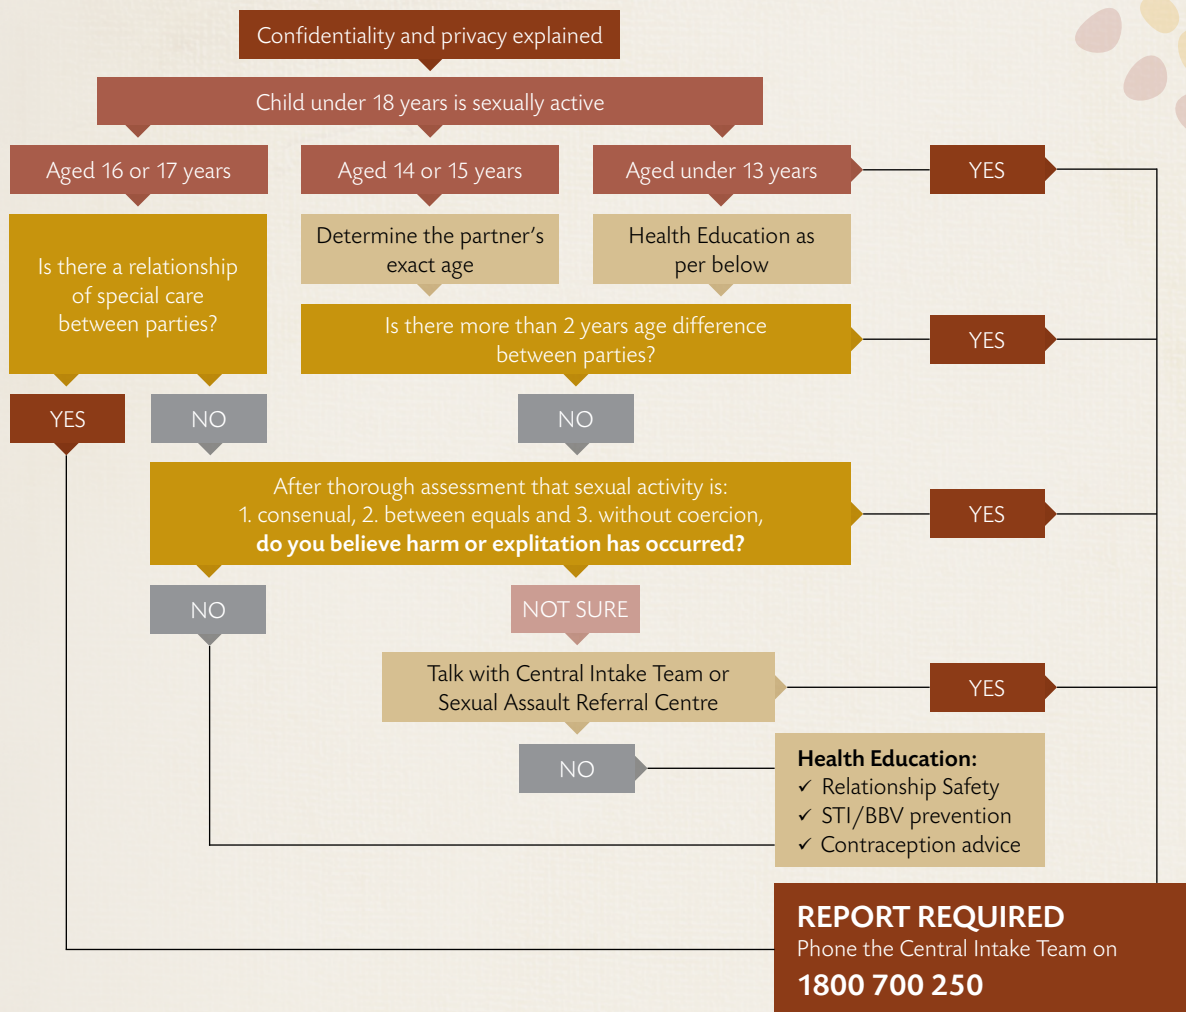 Confidentiality and privacy explained
Child under 18 years is sexually active
Aged 16 or 17 years
Aged 14 or 15 years
Aged under 13 years
YES
Is there a relationship
of special care
between parties?
Determine the partner's
exact age
Health Education as
per below
Is there more than 2 years age difference
between parties?
YES
YES
NO
NO
After thorough assessment that sexual activity is:
1. consenual, 2. between equals and 3. without coercion,
do you believe harm or explitation has occurred?
YES
NO
NOT SURE
Talk with Central Intake Team or
Sexual Assault Referral Centre
YES
NO
Health Education:
✓ Relationship Safety
✓ STI/BBV prevention
✓ Contraception advice
REPORT REQUIRED
Phone the Central Intake Team on
1800 700 250